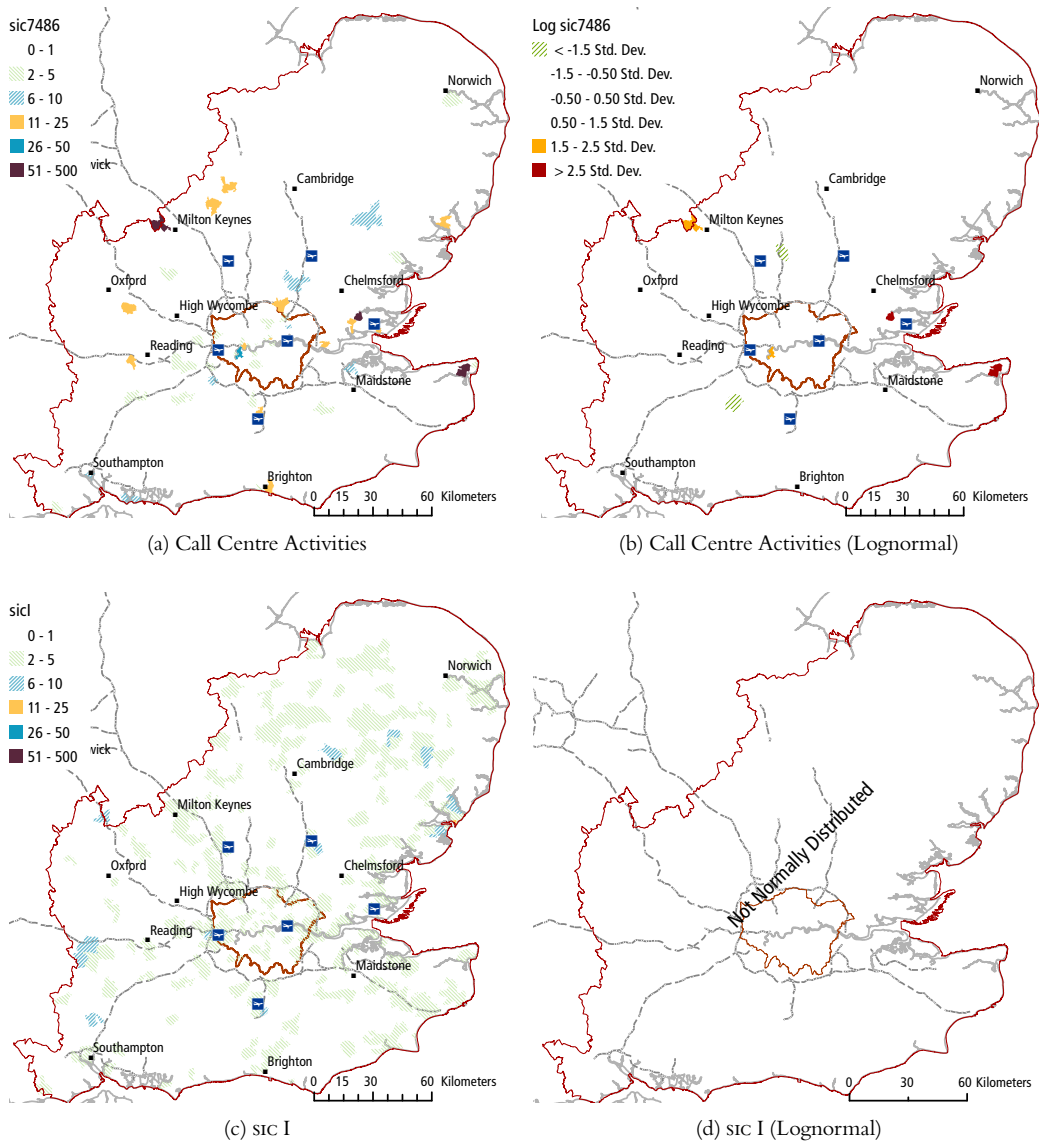 sic7486
0 - 1
2 - 5
6 - 10
11 - 25
26 - 50
51 - 500
vick
Norwich
Cambridge
Milton Keynes
Oxford
High Wycombe
Chelmsford
Reading
Maidstone
Southampton
Brighton
0 15 30 60 Kilometers
(a) Call Centre Activities
Log sic7486
< -1.5 Std. Dev.
-1.5 - -0.50 Std. Dev.
-0.50 - 0.50 Std. Dev.
0.50 - 1.5 Std. Dev.
1.5 - 2.5 Std. Dev.
> 2.5 Std. Dev.
Norwich
Cambridge
Milton Keynes
Oxford
High Wycombe
Chelmsford
Reading
Maidstone
Southampton
Brighton
0 15 30 60 Kilometers
(b) Call Centre Activities (Lognormal)
sicI
0 - 1
2 - 5
6 - 10
11 - 25
26 - 50
51 - 500
vick
Norwich
Cambridge
Milton Keynes
Oxford
High Wycombe
Chelmsford
Reading
Maidstone
Southampton
Brighton
0 15 30 60 Kilometers
(c) SIC I
Not Normally Distributed
0 30 60 Kilometers
(d) SIC I (Lognormal)